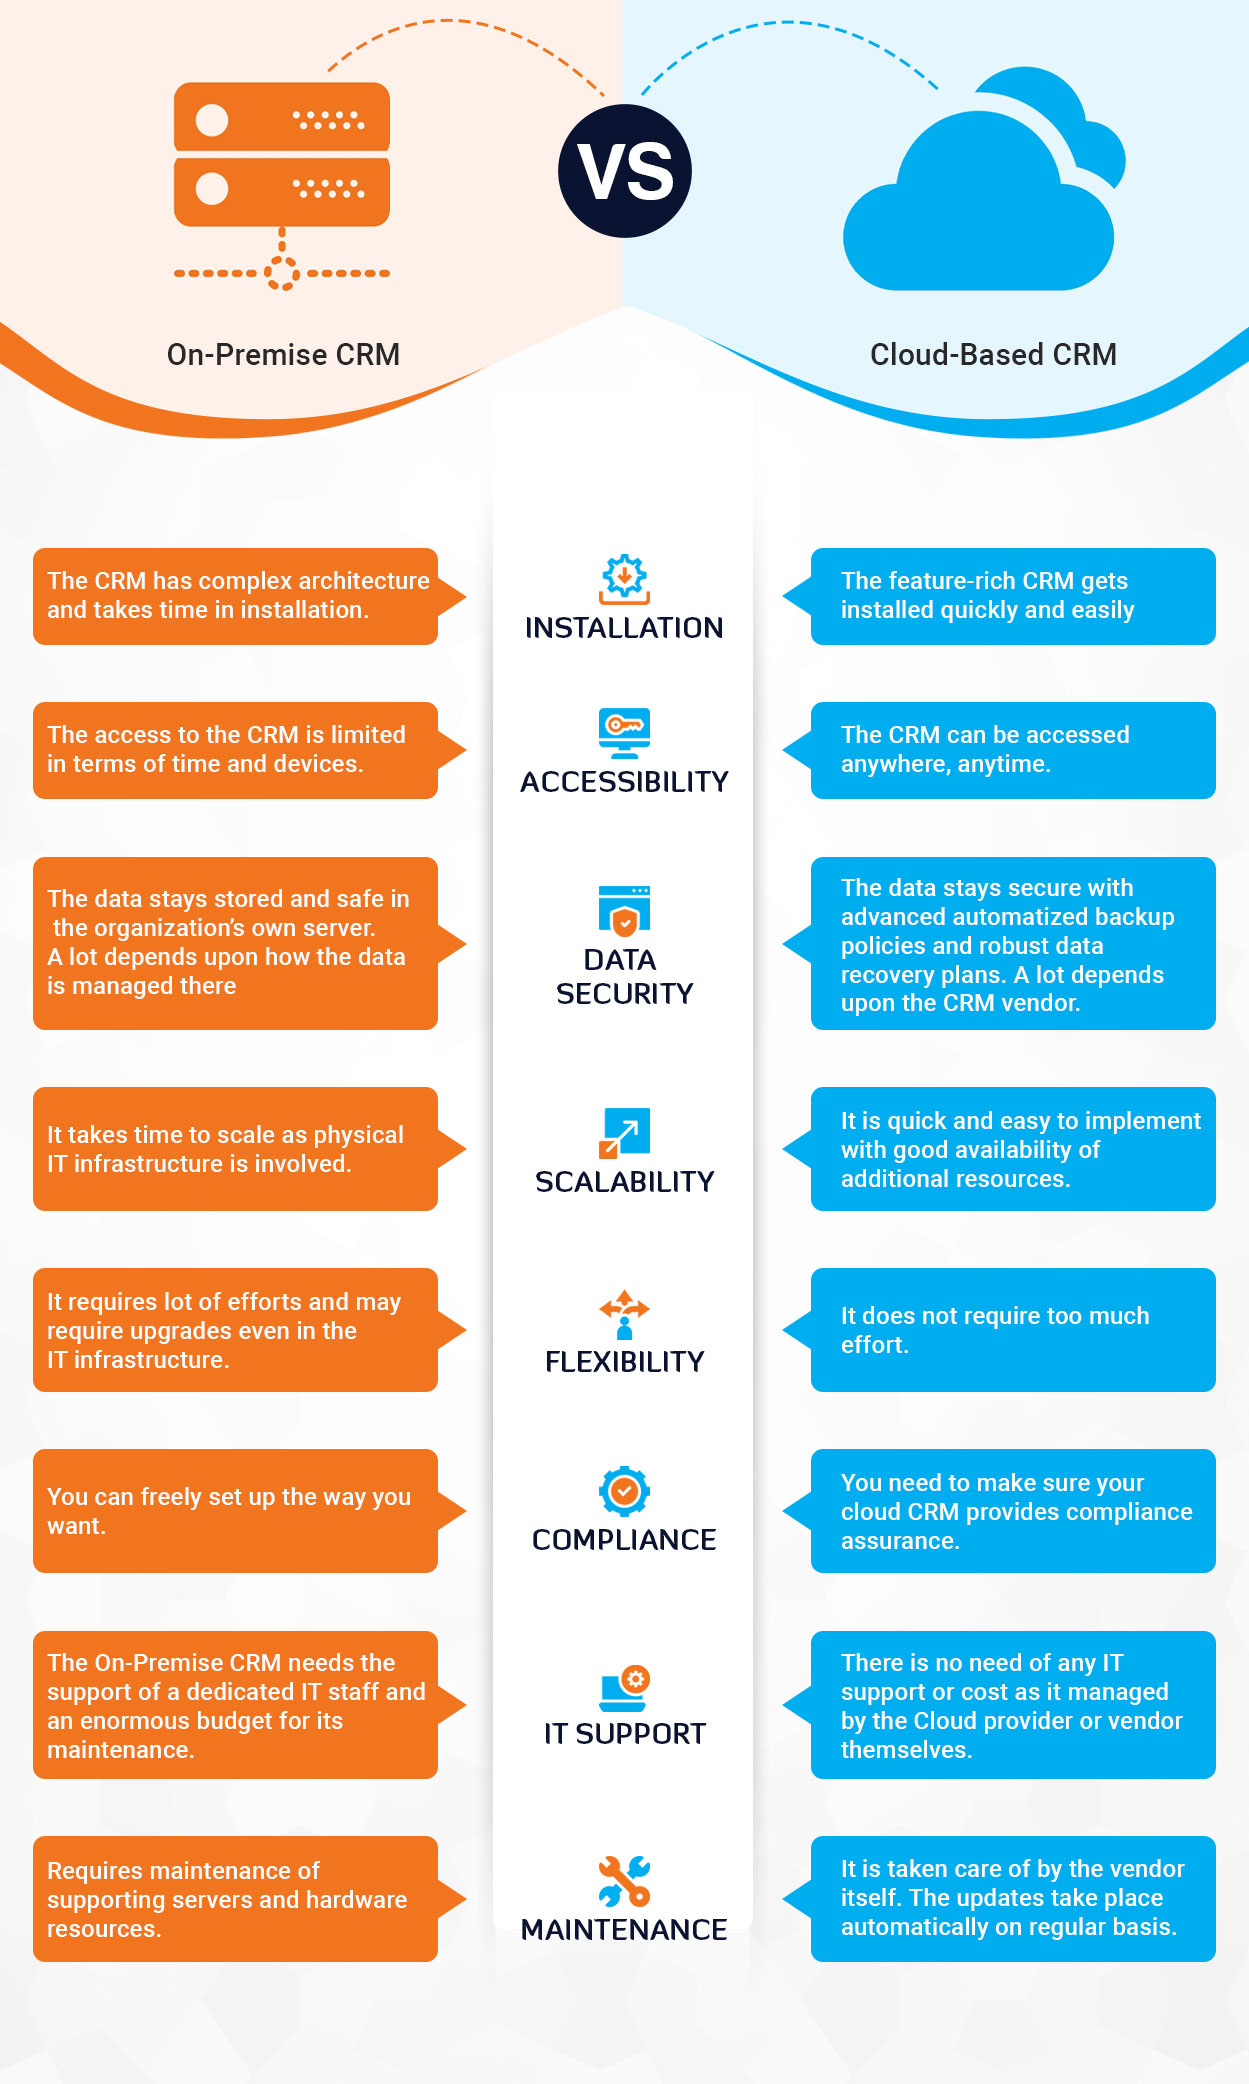 VS
On-Premise CRM
Cloud-Based CRM
The CRM has complex architecture
and takes time in installation.
INSTALLATION
The feature-rich CRM gets
installed quickly and easily
The access to the CRM is limited
in terms of time and devices.
ACCESSIBILITY
The CRM can be accessed
anywhere, anytime.
The data stays stored and safe in
the organization’s own server.
A lot depends upon how the data
is managed there
DATA
SECURITY
The data stays secure with
advanced automatized backup
policies and robust data
recovery plans. A lot depends
upon the CRM vendor.
It takes time to scale as physical
IT infrastructure is involved.
SCALABILITY
It is quick and easy to implement
with good availability of
additional resources.
It requires lot of efforts and may
require upgrades even in the
IT infrastructure.
FLEXIBILITY
It does not require too much
effort.
You can freely set up the way you
want.
COMPLIANCE
You need to make sure your
cloud CRM provides compliance
assurance.
The On-Premise CRM needs the
support of a dedicated IT staff and
an enormous budget for its
maintenance.
IT SUPPORT
There is no need of any IT
support or cost as it managed
by the Cloud provider or vendor
themselves.
Requires maintenance of
supporting servers and hardware
resources.
MAINTENANCE
It is taken care of by the vendor
itself. The updates take place
automatically on regular basis.